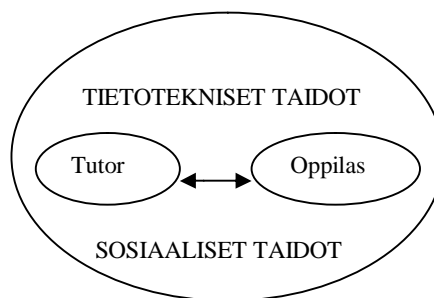 TIETOTEKNISET TAIDOT
Tutor
Oppilas
SOSIAALISET TAIDOT